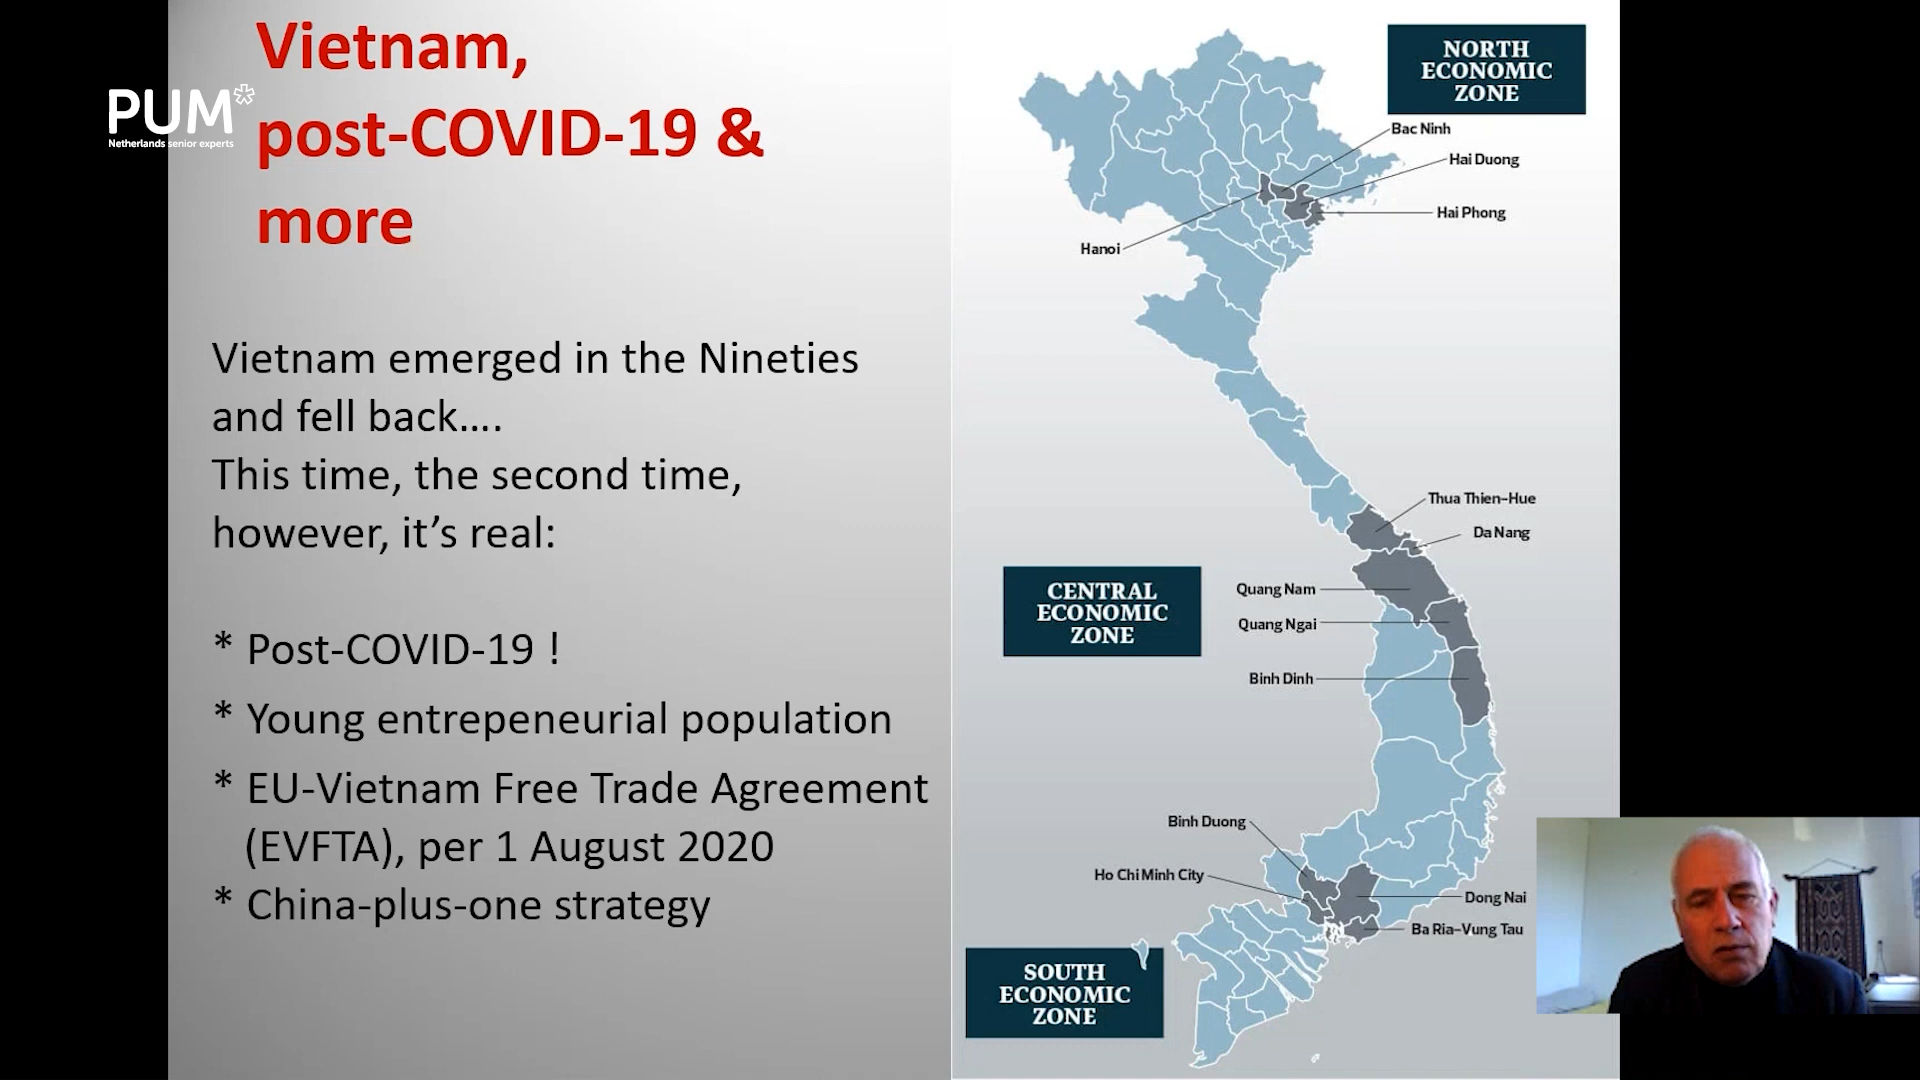 Vietnam,
post-COVID-19 &
more
PUM*
Netherlands senior experts
Vietnam emerged in the Nineties
and fell back....
This time, the second time,
however, it's real:
* Post-COVID-19 !
* Young entrepeneurial population
* EU-Vietnam Free Trade Agreement
(EVFTA), per 1 August 2020
* China-plus-one strategy
NORTH
ECONOMIC
ZONE
Bac Ninh
Hai Duong
Hai Phong
Hanoi
Thua Thien-Hue
Da Nang
CENTRAL
ECONOMIC
ZONE
Quang Nam
Quang Ngai
Binh Dinh
Binh Duong
Ho Chi Minh City
Dong Nai
Ba Ria-Vung Tau
SOUTH
ECONOMIC
ZONE